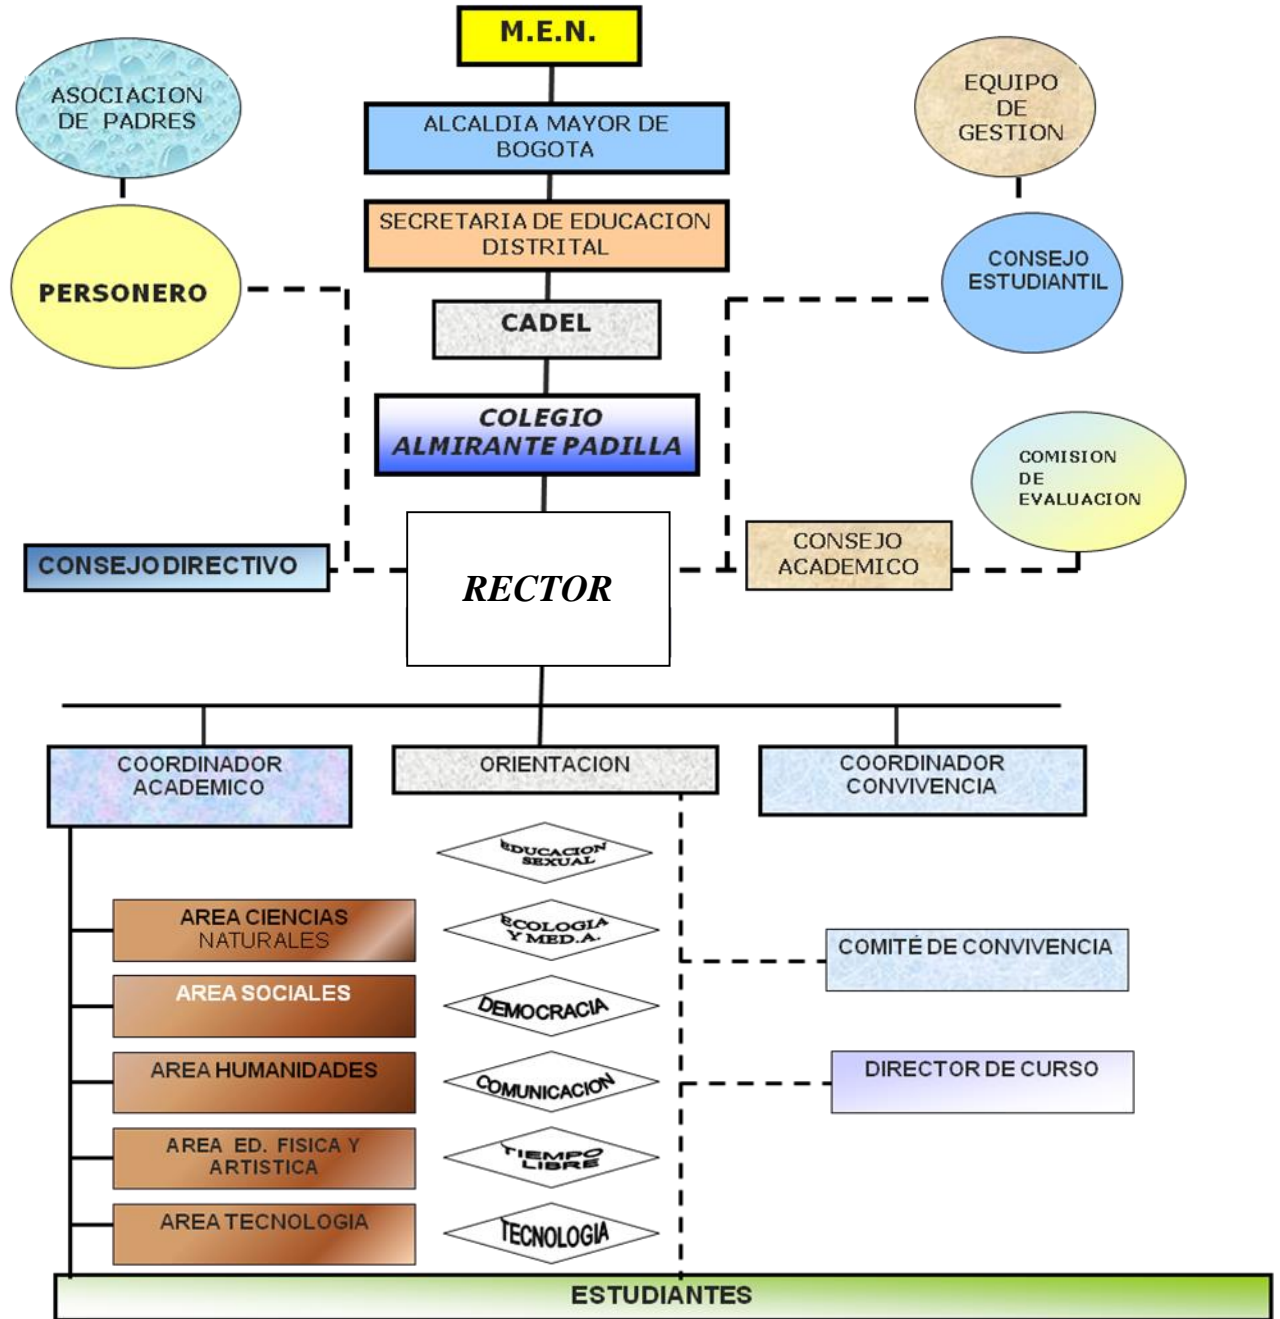 M.E.N.
ASOCIACION
DE PADRES
EQUIPO
DE
GESTION
ALCALDIA MAYOR DE
BOGOTA
SECRETARIA DE EDUCACION
DISTRITAL
PERSONERO
CONSEJO
ESTUDIANTIL
CADEL
COLEGIO
ALMIRANTE PADILLA
COMISION
DE
EVALUACION
CONSEJO DIRECTIVO
RECTOR
CONSEJO
ACADEMICO
COORDINADOR
ACADEMICO
ORIENTACION
COORDINADOR
CONVIVENCIA
EDUCACION
SEXUAL
AREA CIENCIAS
NATURALES
ECOLOGIA
Y MED.A.
COMITÉ DE CONVIVENCIA
AREA SOCIALES
DEMOCRACIA
AREA HUMANIDADES
COMUNICACION
DIRECTOR DE CURSO
AREA ED. FISICA Y
ARTISTICA
TIEMPO
LIBRE
AREA TECNOLOGIA
TECNOLOGIA
ESTUDIANTES